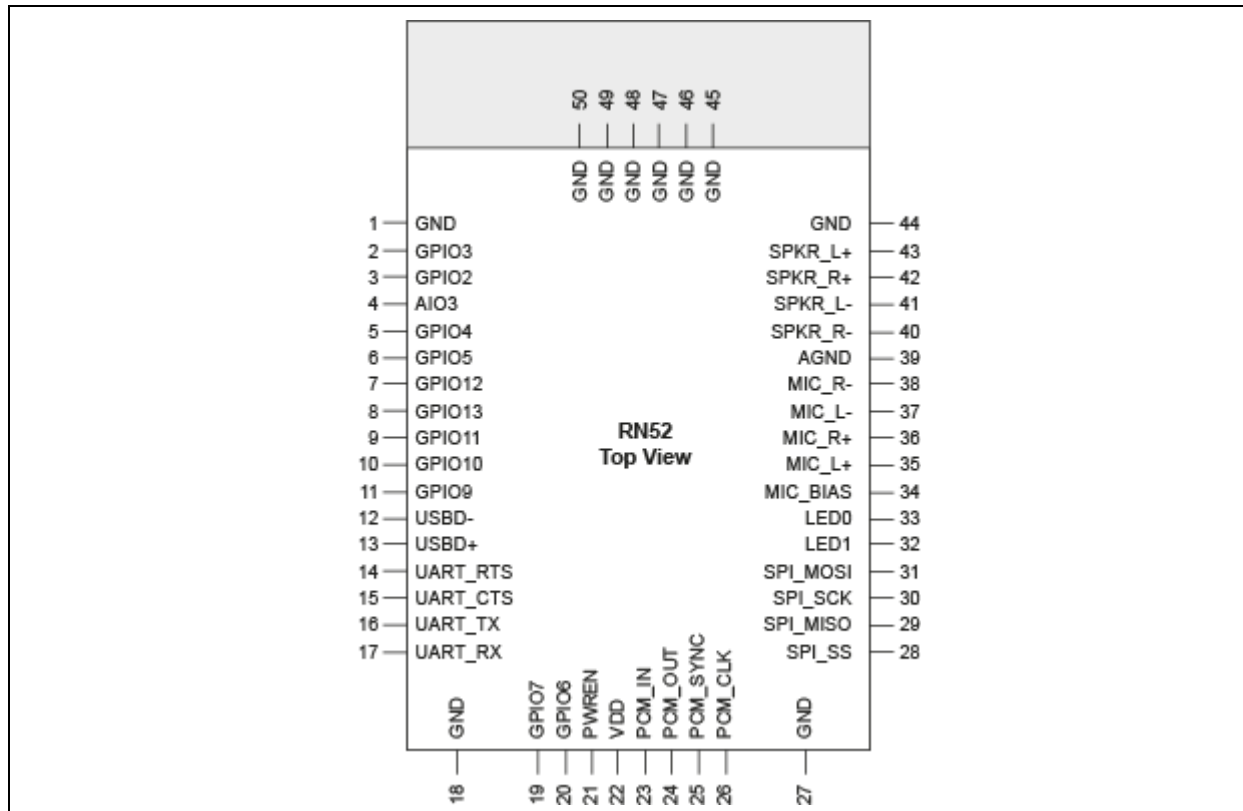 50 49 48 47 46 45
GND GND GND GND GND GND
1 GND GND 44
2 GPIO3 SPKR_L+ 43
3 GPIO2 SPKR_R+ 42
4 AIO3 SPKR_L- 41
5 GPIO4 SPKR_R- 40
6 GPIO5 AGND 39
7 GPIO12 MIC_R- 38
8 GPIO13 MIC_L- 37
9 GPIO11 MIC_R+ 36
RN52
Top View
10 GPIO10 MIC_L+ 35
11 GPIO9 MIC_BIAS 34
12 USBD- LED0 33
13 USBD+ LED1 32
14 UART_RTS SPI_MOSI 31
15 UART_CTS SPI_SCK 30
16 UART_TX SPI_MISO 29
17 UART_RX SPI_SS 28
GND GPIO7 GPIO6 PWREN VDD PCM_IN PCM_OUT PCM_SYNC PCM_CLK GND
18 19 20 21 22 23 24 25 26 27